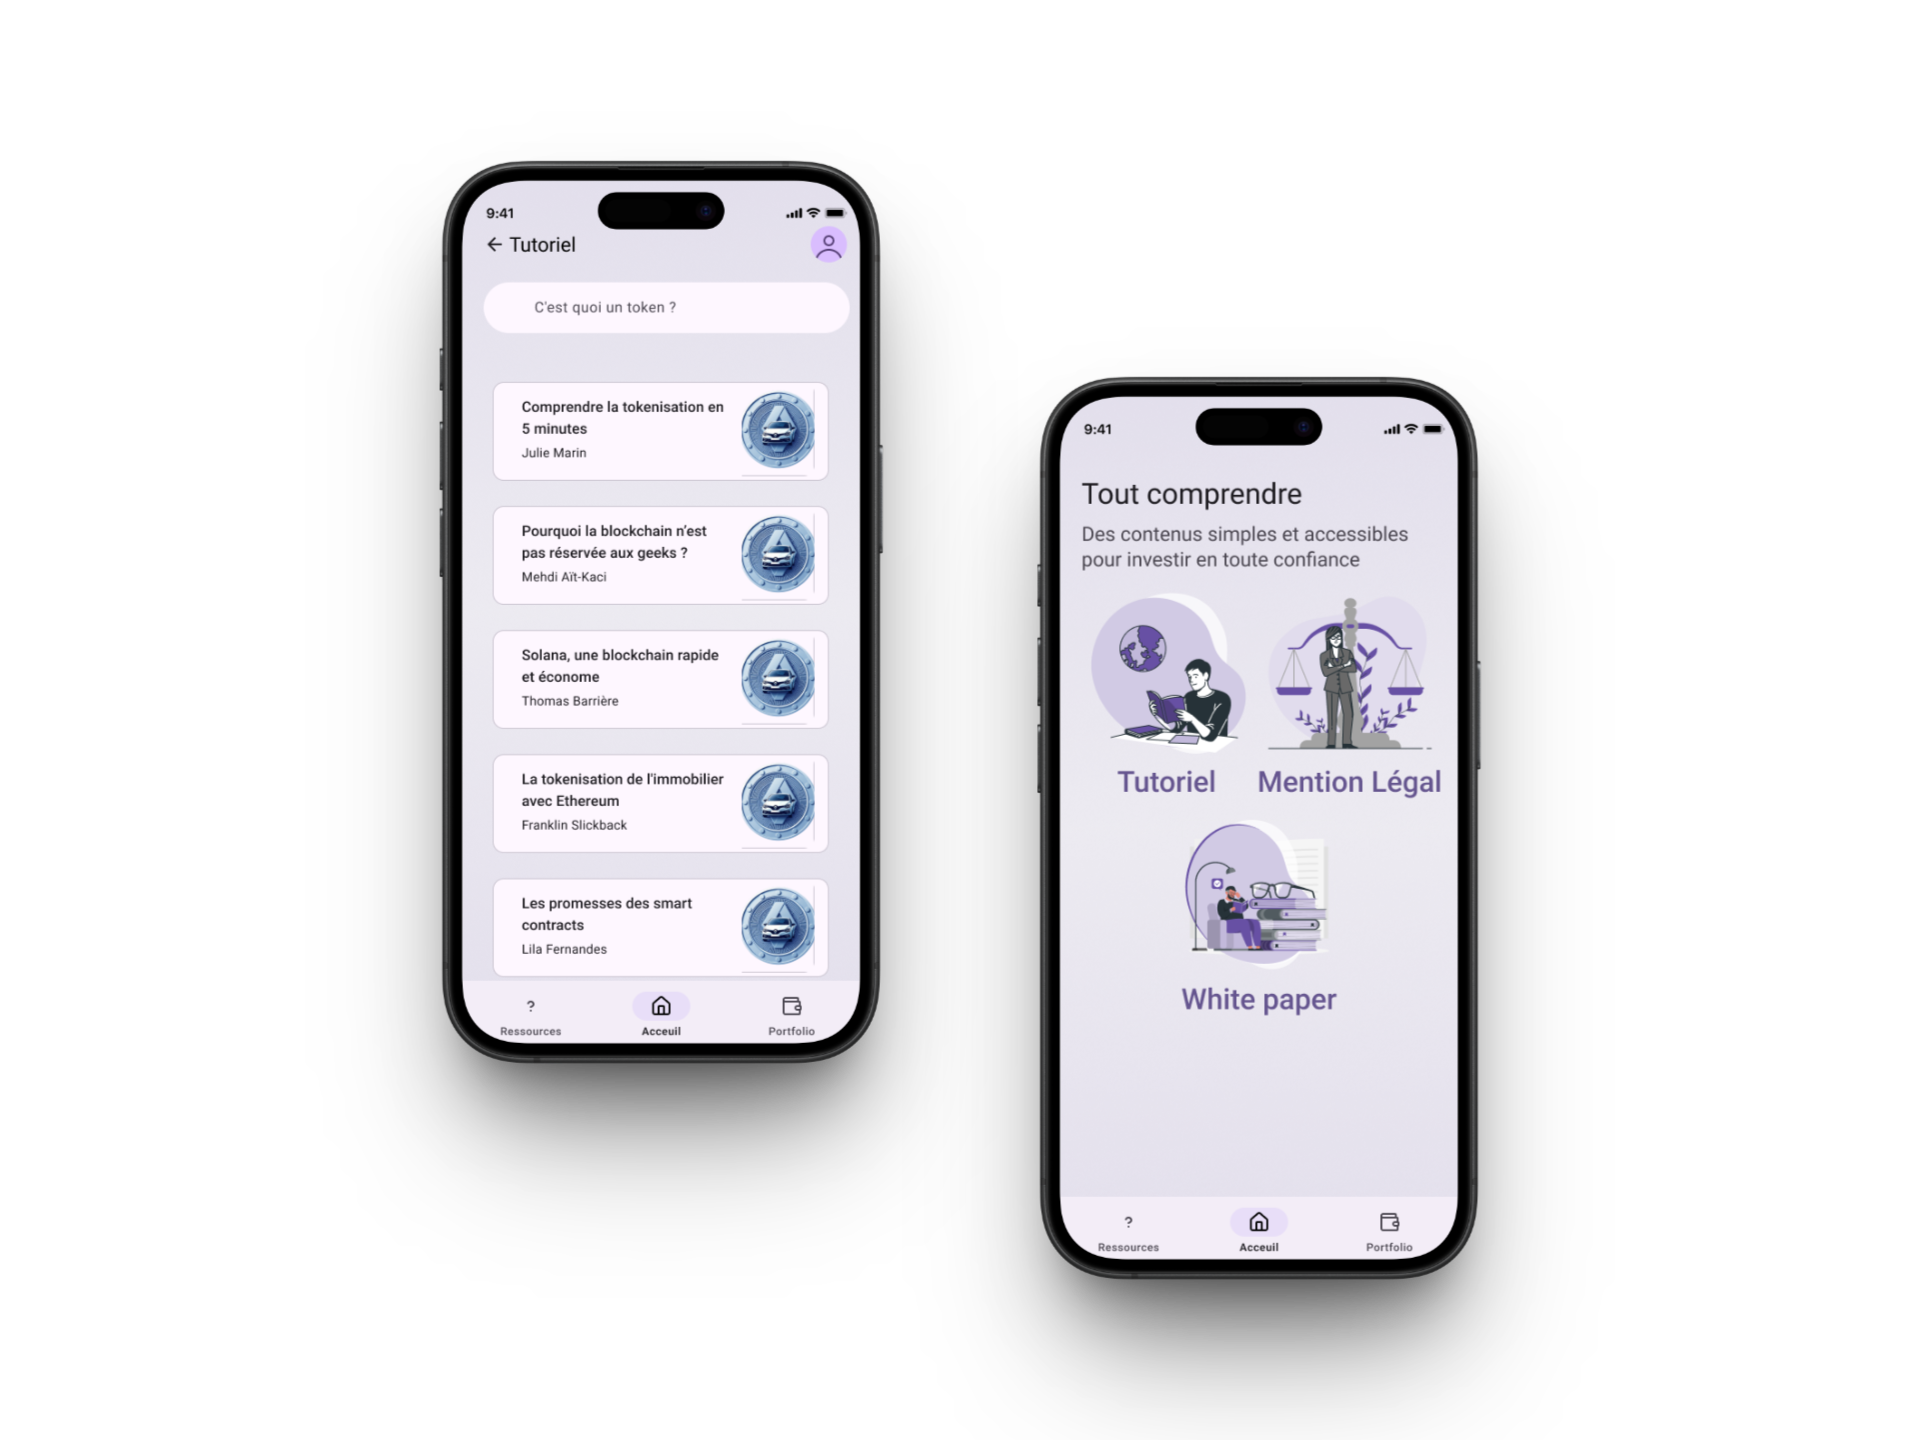 9:41
Tutoriel
C'est quoi un token ?
Comprendre la tokenisation en
5 minutes
Julie Marin
Pourquoi la blockchain n'est
pas réservée aux geeks ?
Mehdi Aït-Kaci
Solana, une blockchain rapide
et économe
Thomas Barrière
La tokenisation de l'immobilier
avec Ethereum
Franklin Slickback
Les promesses des smart
contracts
Lila Fernandes
?
Ressources
Acceuil
Portfolio
9:41
Tout comprendre
Des contenus simples et accessibles
pour investir en toute confiance
Tutoriel
Mention Légal
White paper
?
Ressources
Acceuil
Portfolio